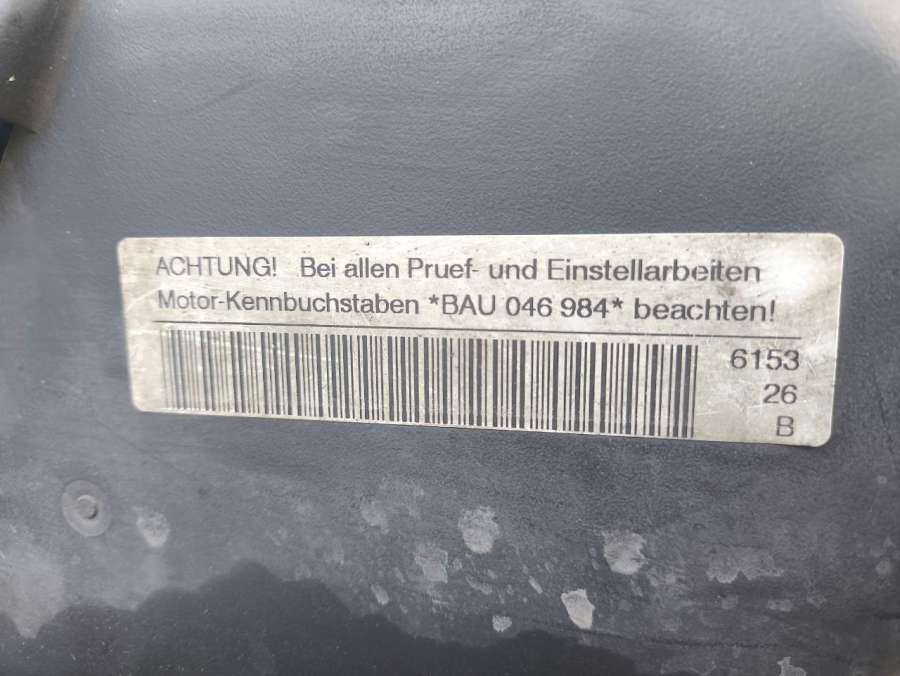 ACHTUNG! Bei allen Pruef- und Einstellarbeiten
Motor-Kennbuchstaben *BAU 046 984* beachten!
6153
26
B